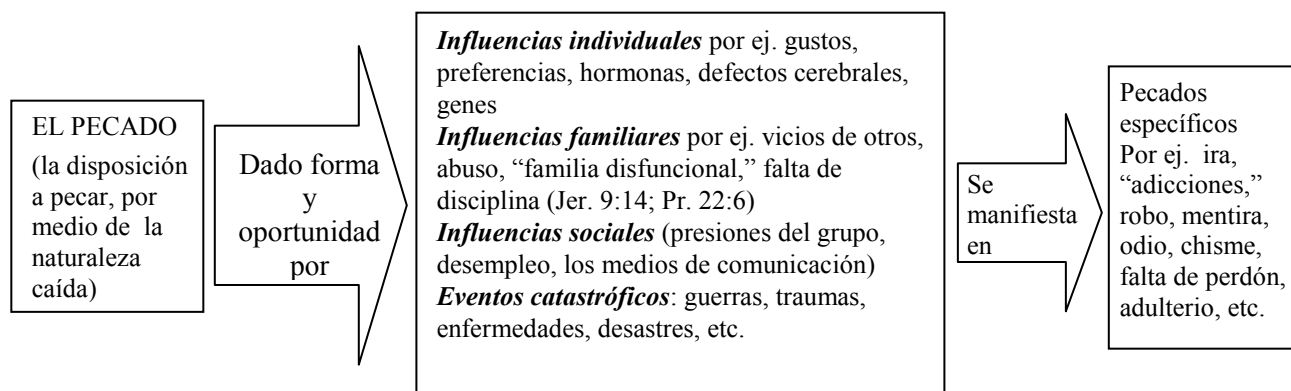 EL PECADO
(la disposición
a pecar, por
medio de la
naturaleza
caída)
Dado forma
y
oportunidad
por
Influencias individuales por ej. gustos,
preferencias, hormonas, defectos cerebrales,
genes
Influencias familiares por ej. vicios de otros,
abuso, “familia disfuncional,” falta de
disciplina (Jer. 9:14; Pr. 22:6)
Influencias sociales (presiones del grupo,
desempleo, los medios de comunicación)
Eventos catastróficos: guerras, traumas,
enfermedades, desastres, etc.
Se
manifiesta
en
Pecados
específicos
Por ej. ira,
“adicciones,”
robo, mentira,
odio, chisme,
falta de perdón,
adulterio, etc.